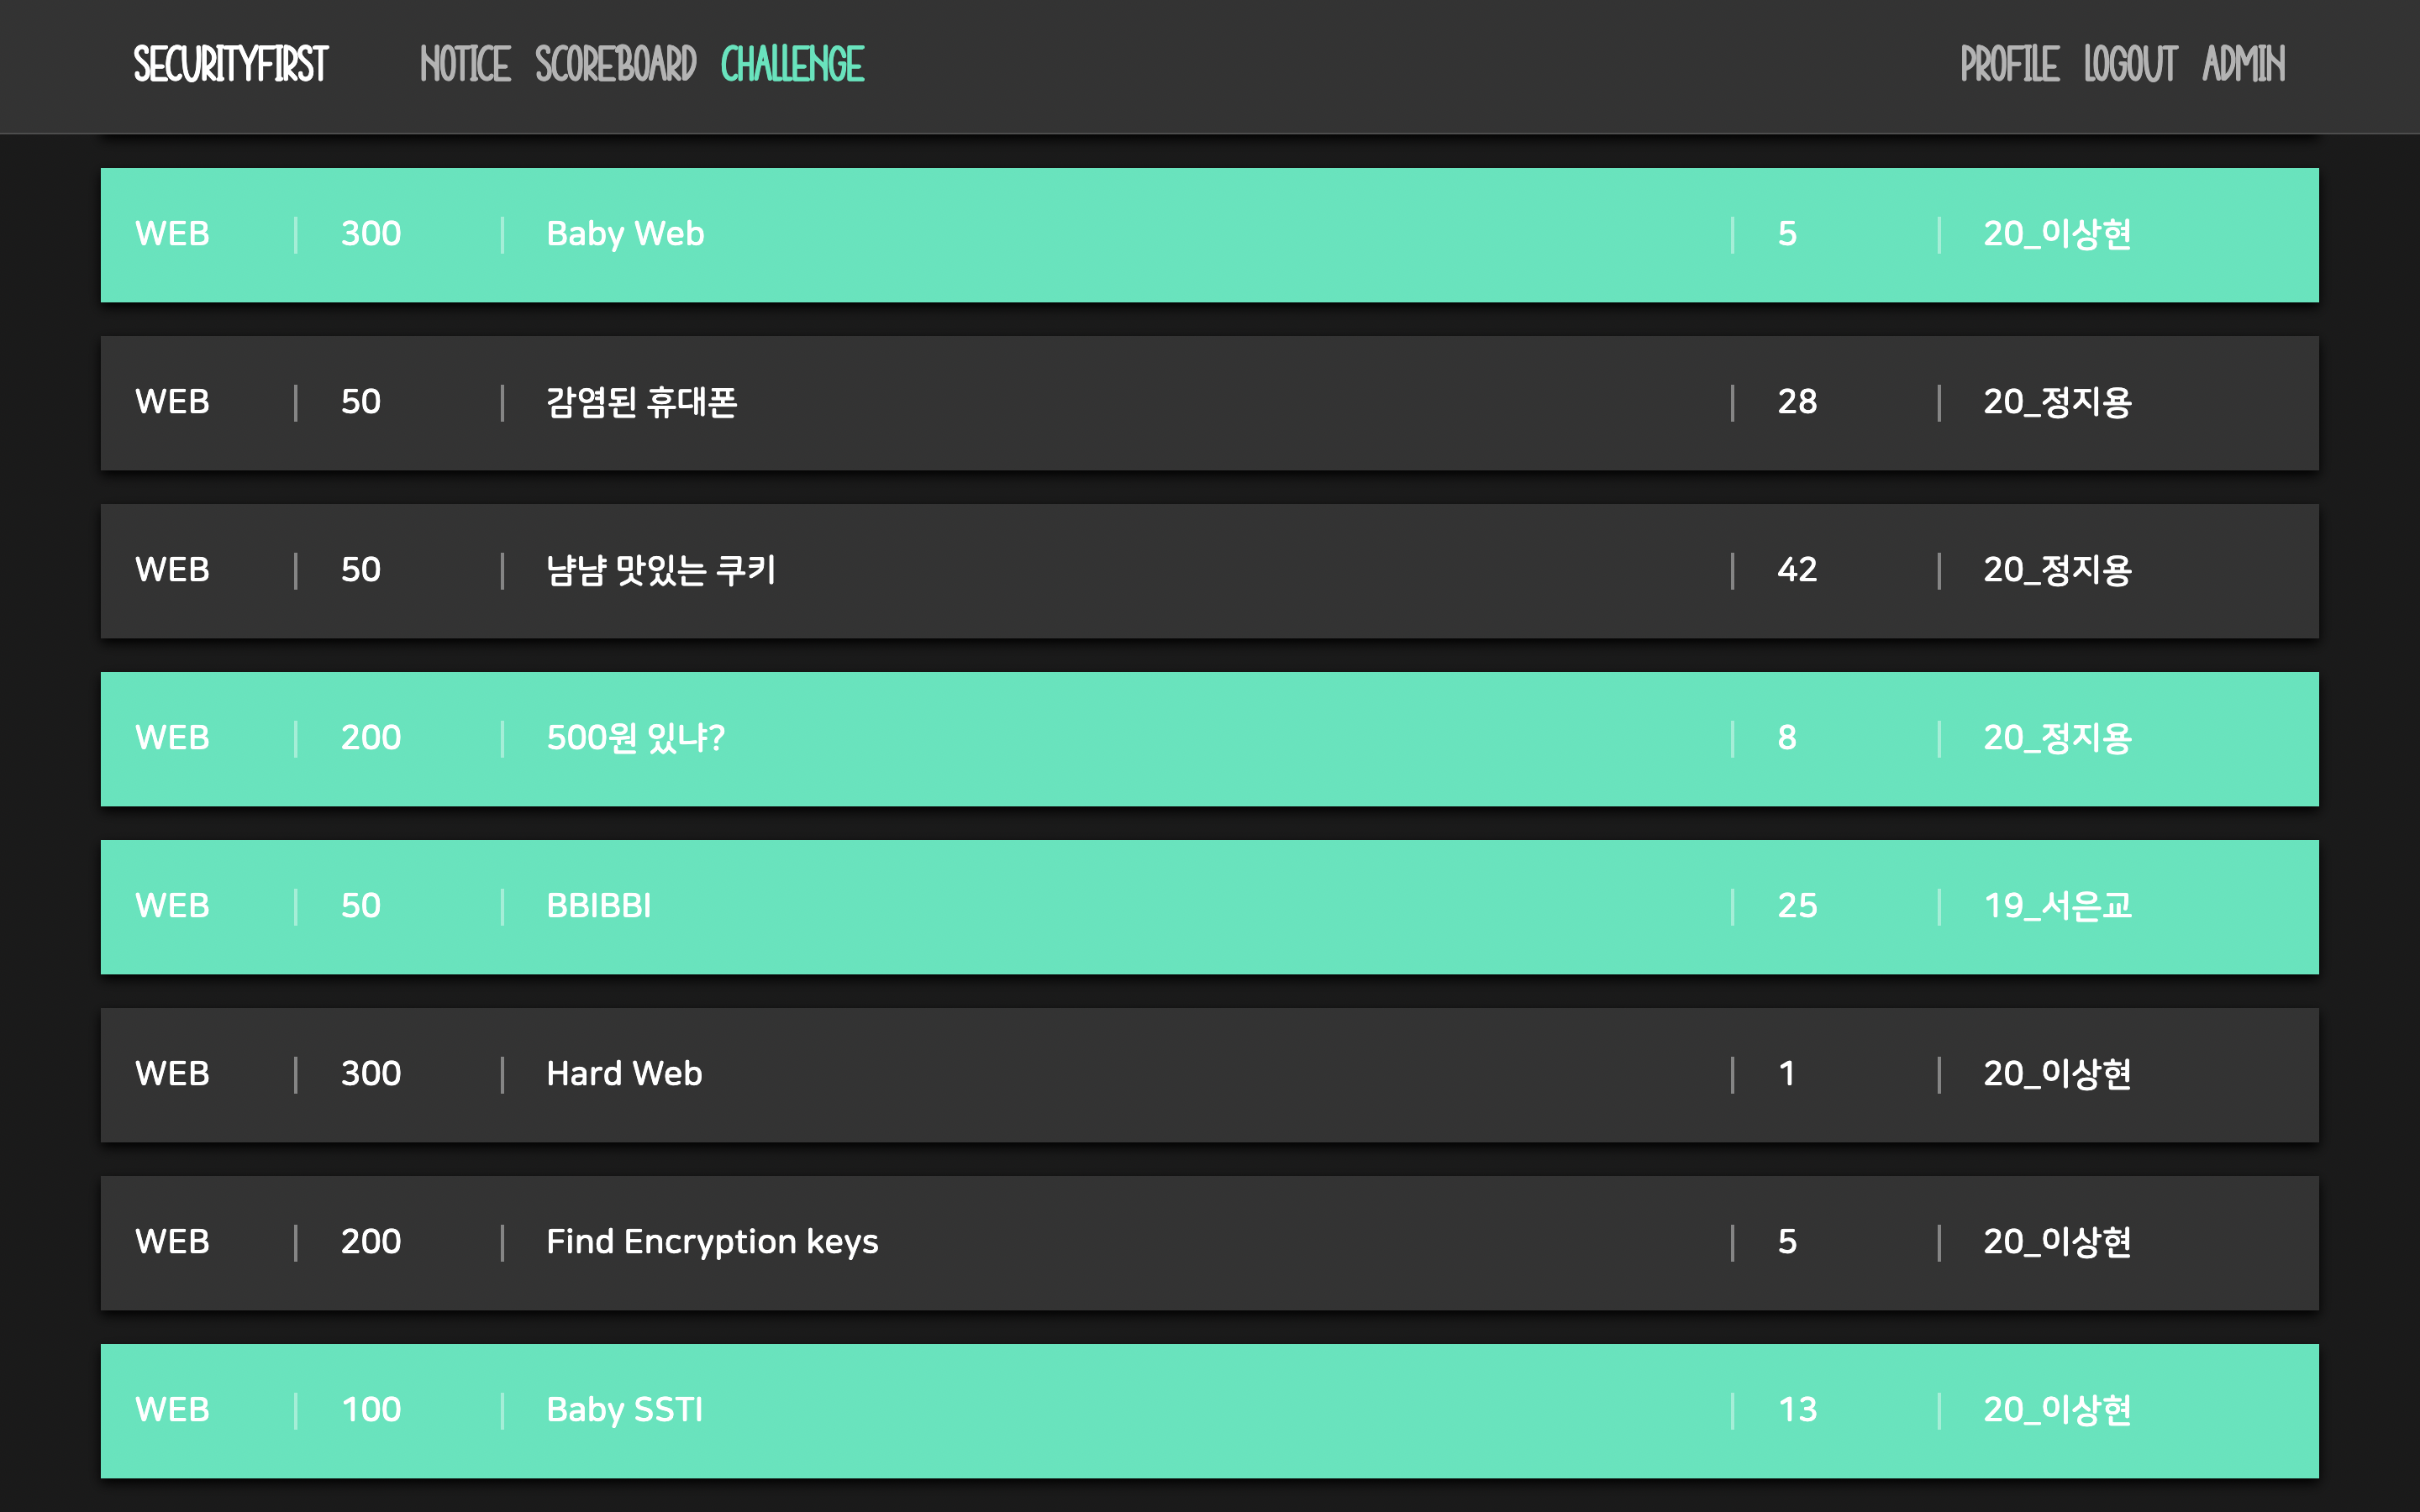 SECURITYFIRST NOTICE SCOREBOARD CHALLENGE PROFILE LOGOUT ADMIN
WEB | 300 | Baby Web | 5 | 20_이상현
WEB | 50 | 감염된 휴대폰 | 28 | 20_정지용
WEB | 50 | 냠냠 맛있는 쿠키 | 42 | 20_정지용
WEB | 200 | 500원 있냐? | 8 | 20_정지용
WEB | 50 | BBIBBI | 25 | 19_서은교
WEB | 300 | Hard Web | 1 | 20_이상현
WEB | 200 | Find Encryption keys | 5 | 20_이상현
WEB | 100 | Baby SSTI | 13 | 20_이상현